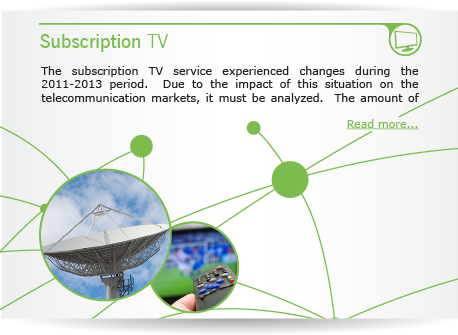 Subscription TV
The subscription TV service experienced changes during the
2011-2013 period. Due to the impact of this situation on the
telecommunication markets, it must be analyzed. The amount of
Read more...